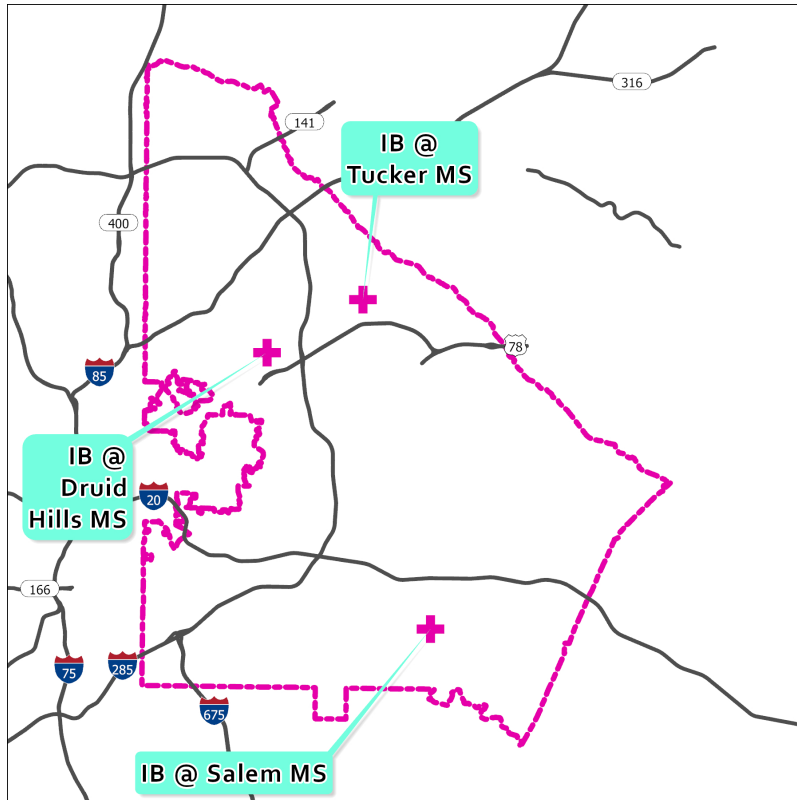 316
141
IB @
Tucker MS
400
78
85
IB @
Druid
Hills MS
20
166
75
285
675
IB @ Salem MS